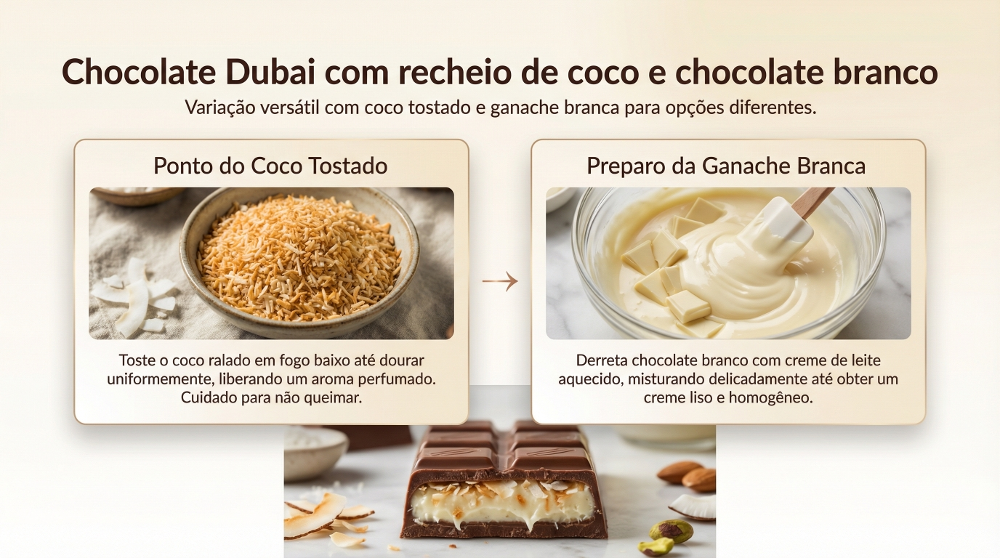 Chocolate Dubai com recheio de coco e chocolate branco
Variação versátil com coco tostado e ganache branca para opções diferentes.
Ponto do Coco Tostado
Toste o coco ralado em fogo baixo até dourar
uniformemente, liberando um aroma perfumado.
Cuidado para não queimar.
Preparo da Ganache Branca
Derreta chocolate branco com creme de leite
aquecido, misturando delicadamente até obter um
creme liso e homogêneo.